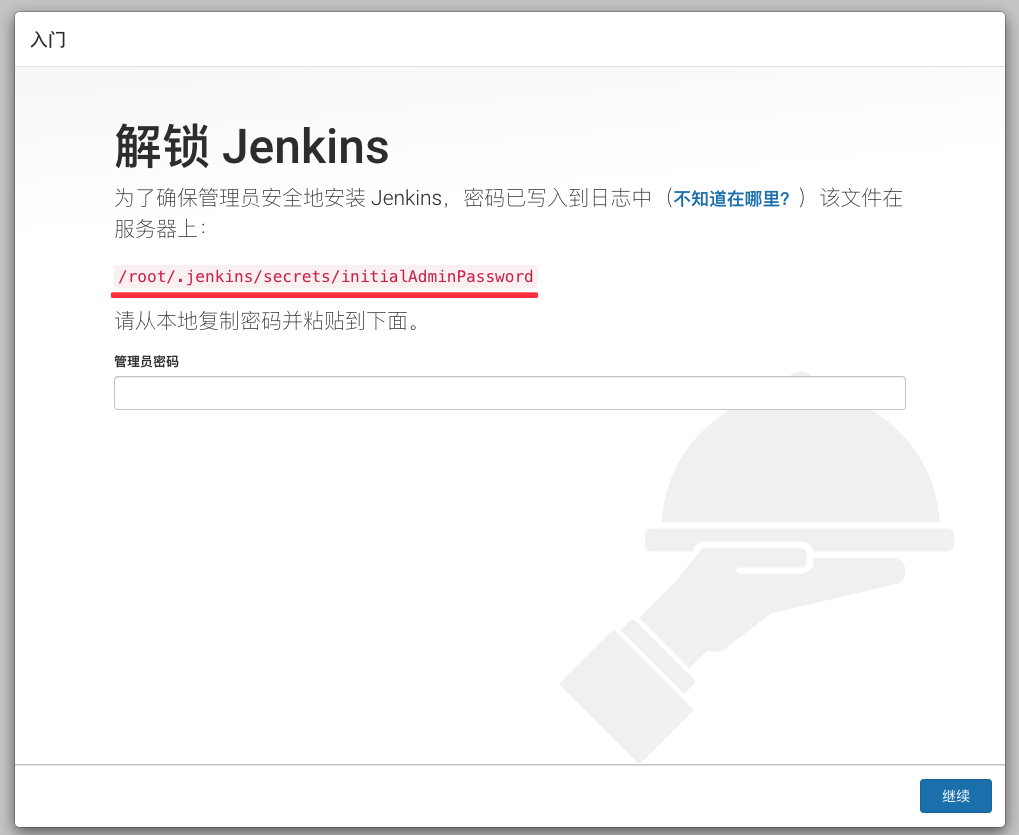 入门
解锁 Jenkins
为了确保管理员安全地安装 Jenkins，密码已写入到日志中（不知道在哪里？）该文件在
服务器上：
/root/.jenkins/secrets/initialAdminPassword
请从本地复制密码并粘贴到下面。
管理员密码
继续